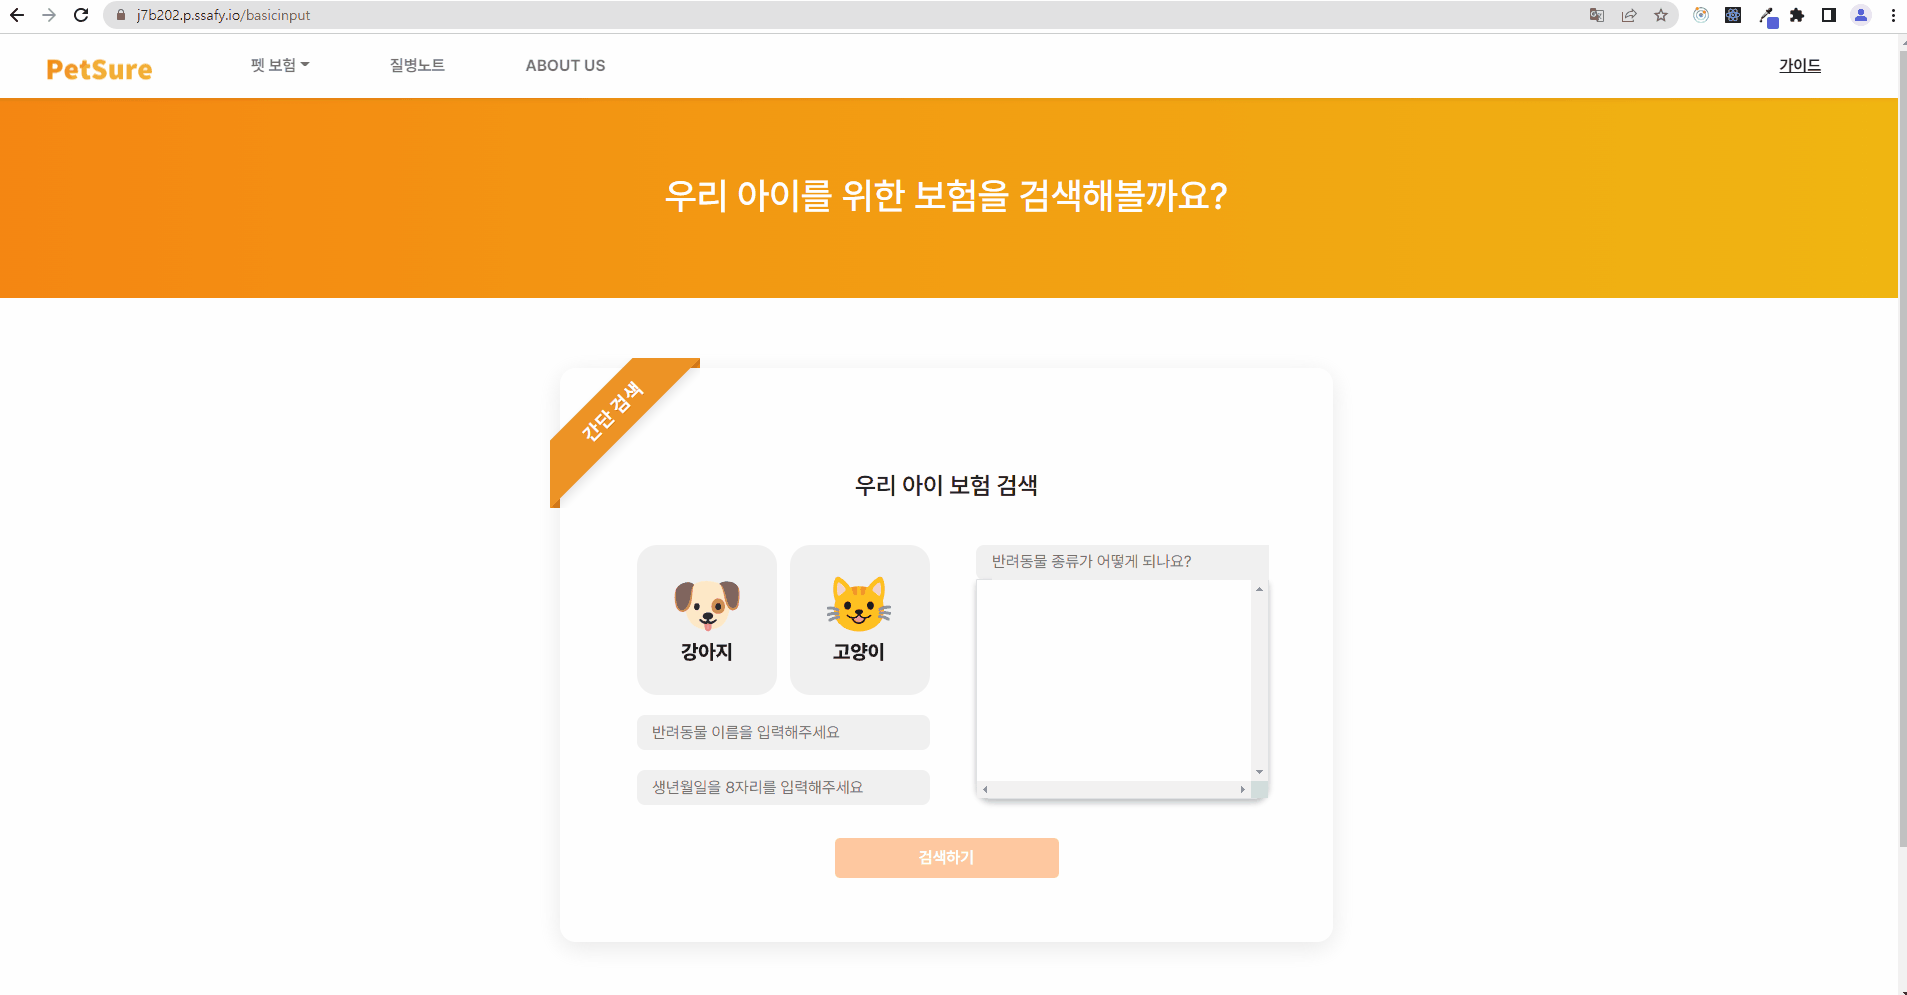 j7b202.p.ssafy.io/basicinput
PetSure
펫 보험
질병노트
ABOUT US
가이드
우리 아이를 위한 보험을 검색해볼까요?
간단 검색
우리 아이 보험 검색
강아지
고양이
반려동물 종류가 어떻게 되나요?
반려동물 이름을 입력해주세요
생년월일을 8자리를 입력해주세요
검색하기